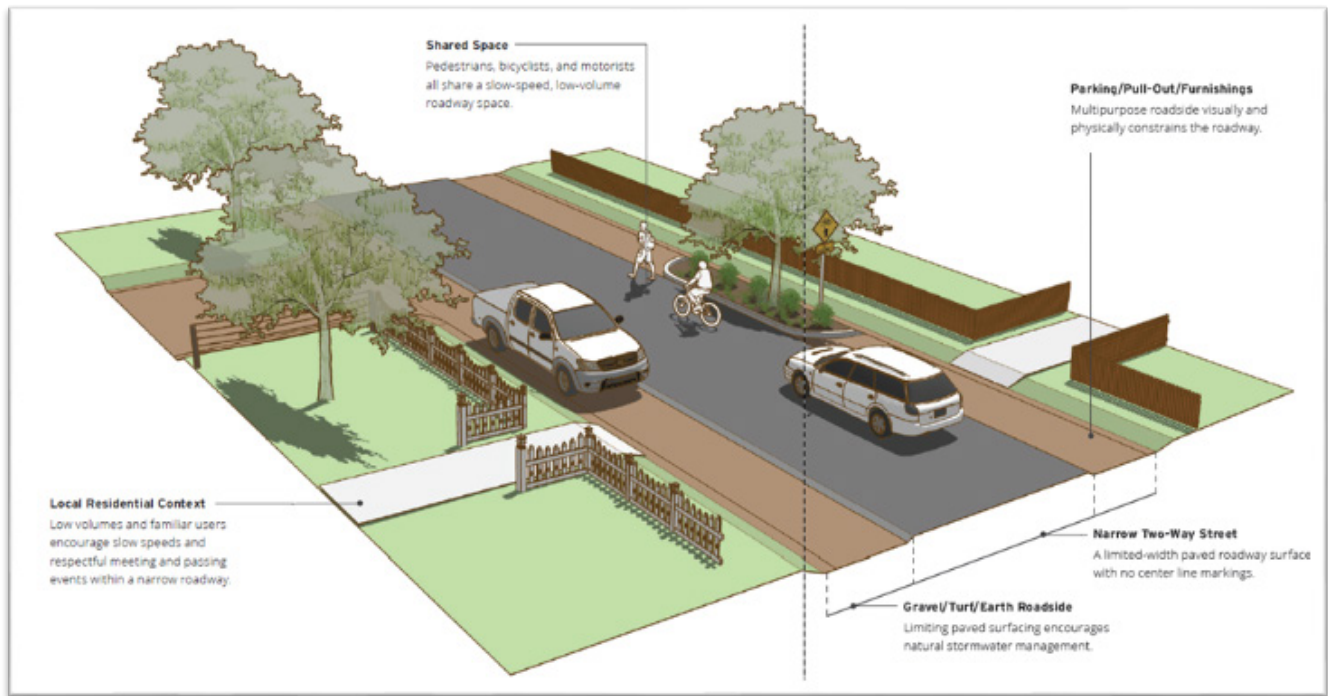 Shared Space
Pedestrians, bicyclists, and motorists
all share a slow-speed, low-volume
roadway space.
Parking/Pull-Out/Furnishings
Multipurpose roadside visually and
physically constrains the roadway.
Local Residential Context
Low volumes and familiar users
encourage slow speeds and
respectful meeting and passing
events within a narrow roadway.
Narrow Two-Way Street
A limited-width paved roadway surface
with no center line markings.
Gravel/Turf/Earth Roadside
Limiting paved surfacing encourages
natural stormwater management.